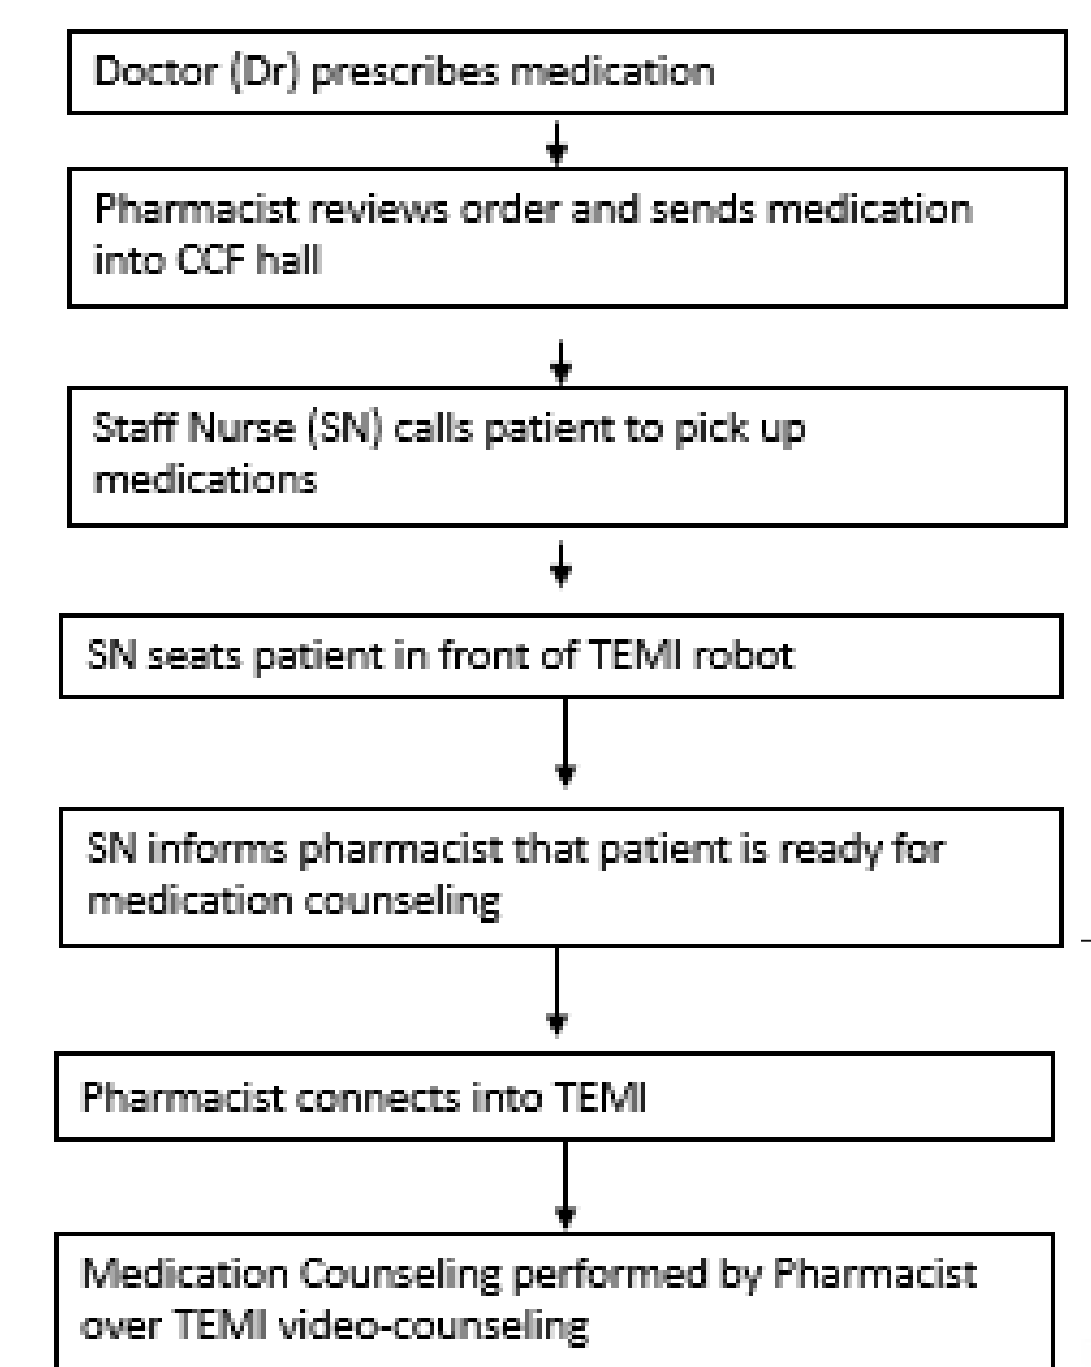 Doctor (Dr) prescribes medication
Pharmacist reviews order and sends medication
into CCF hall
Staff Nurse (SN) calls patient to pick up
medications
SN seats patient in front of TEMI robot
SN informs pharmacist that patient is ready for
medication counseling
Pharmacist connects into TEMI
Medication Counseling performed by Pharmacist
over TEMI video-counseling